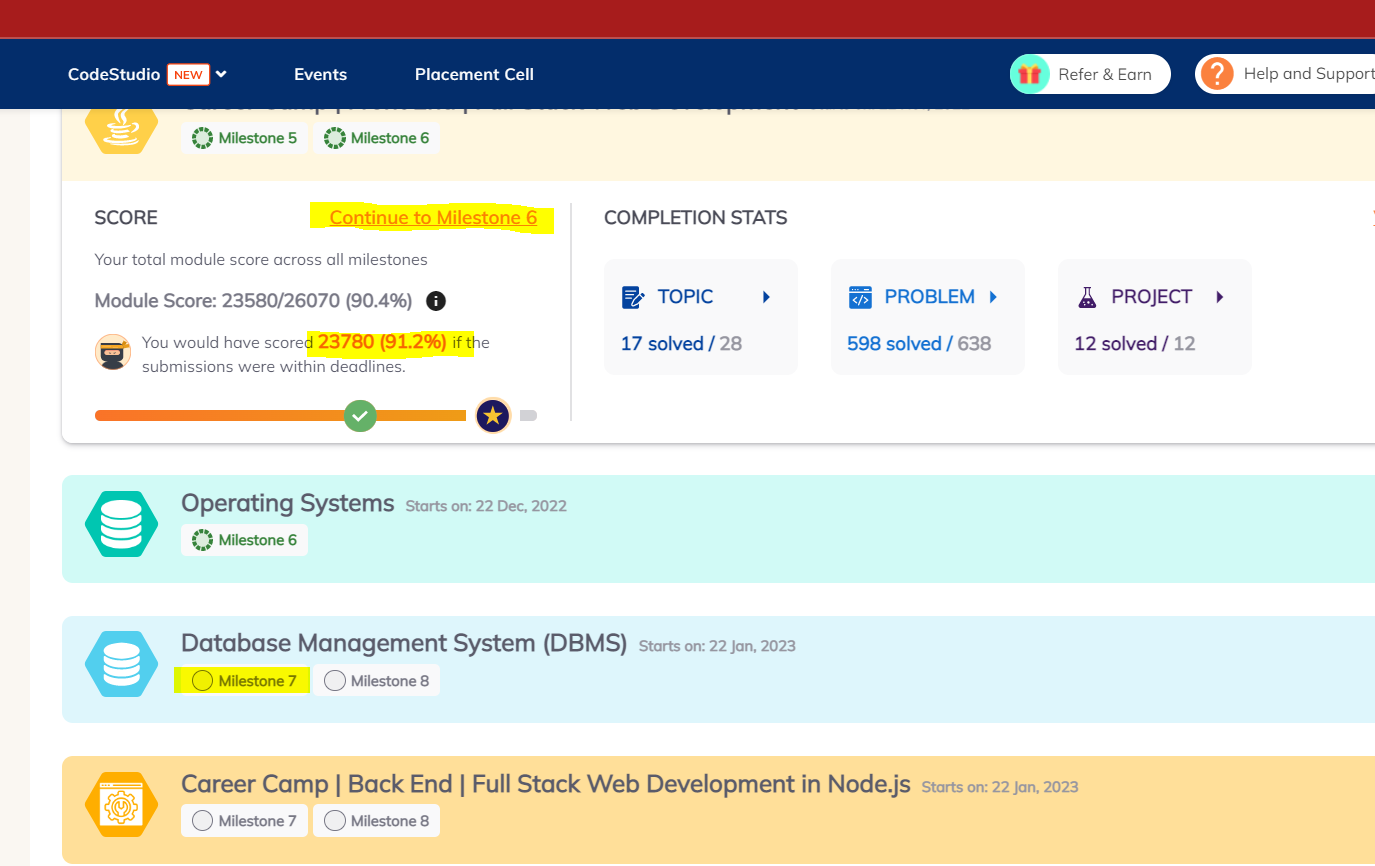 CodeStudio NEW
Events
Placement Cell
Refer & Earn
Help and Support
Milestone 5
Milestone 6
SCORE
Continue to Milestone 6
Your total module score across all milestones
Module Score: 23580/26070 (90.4%)
You would have scored 23780 (91.2%) if the
submissions were within deadlines.
COMPLETION STATS
TOPIC
17 solved / 28
PROBLEM
598 solved / 638
PROJECT
12 solved / 12
Operating Systems Starts on: 22 Dec, 2022
Milestone 6
Database Management System (DBMS) Starts on: 22 Jan, 2023
Milestone 7
Milestone 8
Career Camp | Back End | Full Stack Web Development in Node.js Starts on: 22 Jan, 2023
Milestone 7
Milestone 8